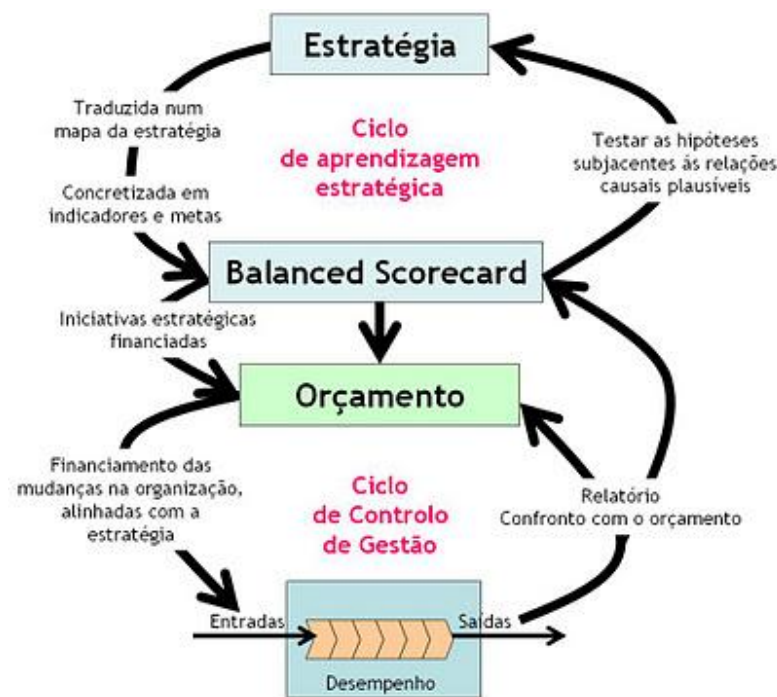 Estratégia
Traduzida num
mapa da estratégia
Concretizada em
indicadores e metas
Ciclo
de aprendizagem
estratégica
Testar as hipóteses
subjacentes ás relações
causais plausíveis
Balanced Scorecard
Iniciativas estratégicas
financiadas
Orçamento
Financiamento das
mudanças na organização,
alinhadas com a
estratégia
Ciclo
de Controlo
de Gestão
Relatório
Confronto com o orçamento
Entradas
Saídas
Desempenho